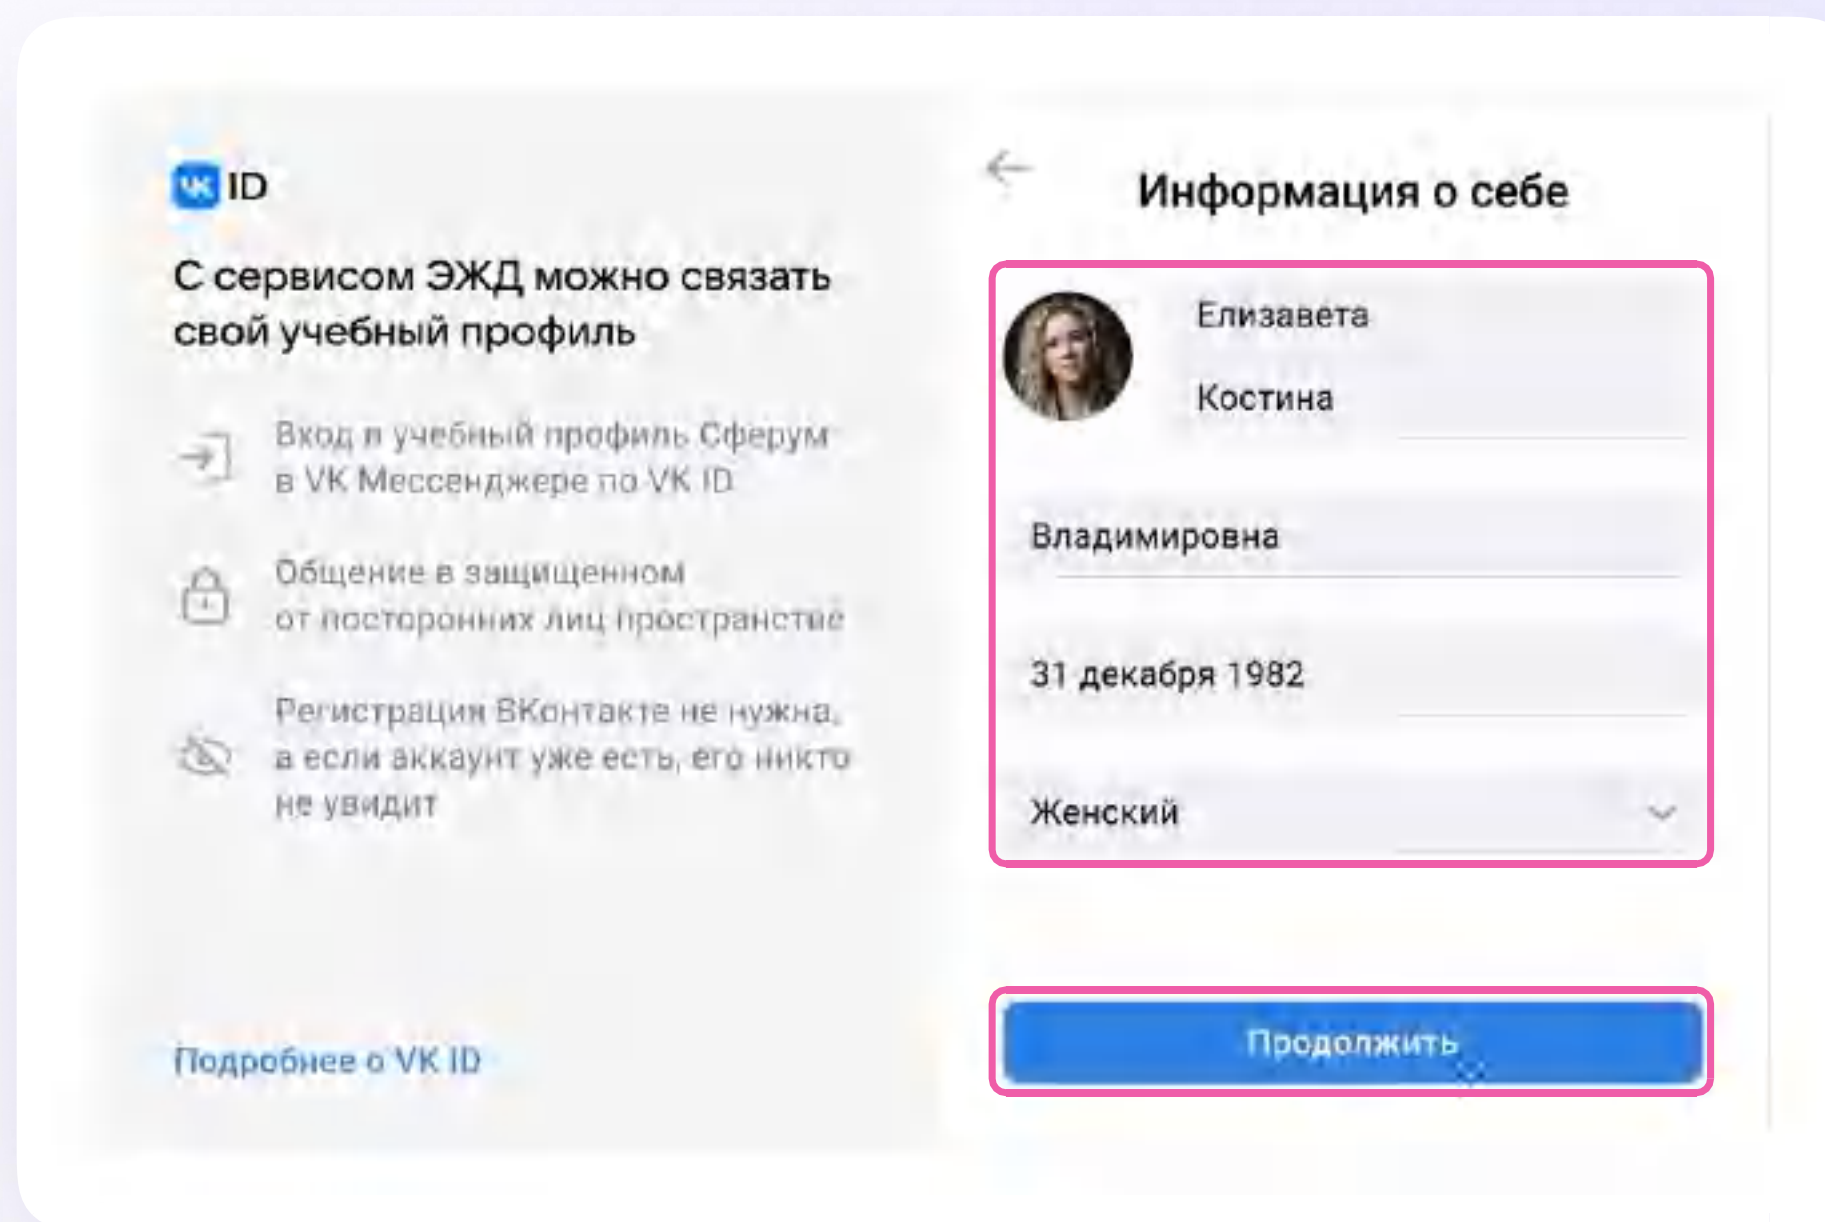 VK ID
С сервисом ЭЖД можно связать
свой учебный профиль
Вход в учебный профиль Сферум
в VK Мессенджере по VK ID
Общение в защищенном
от посторонних лиц пространстве
Регистрация ВКонтакте не нужна,
а если аккаунт уже есть, его никто
не увидит
Подробнее о VK ID
Информация о себе
Елизавета
Костина
Владимировна
31 декабря 1982
Женский
Продолжить